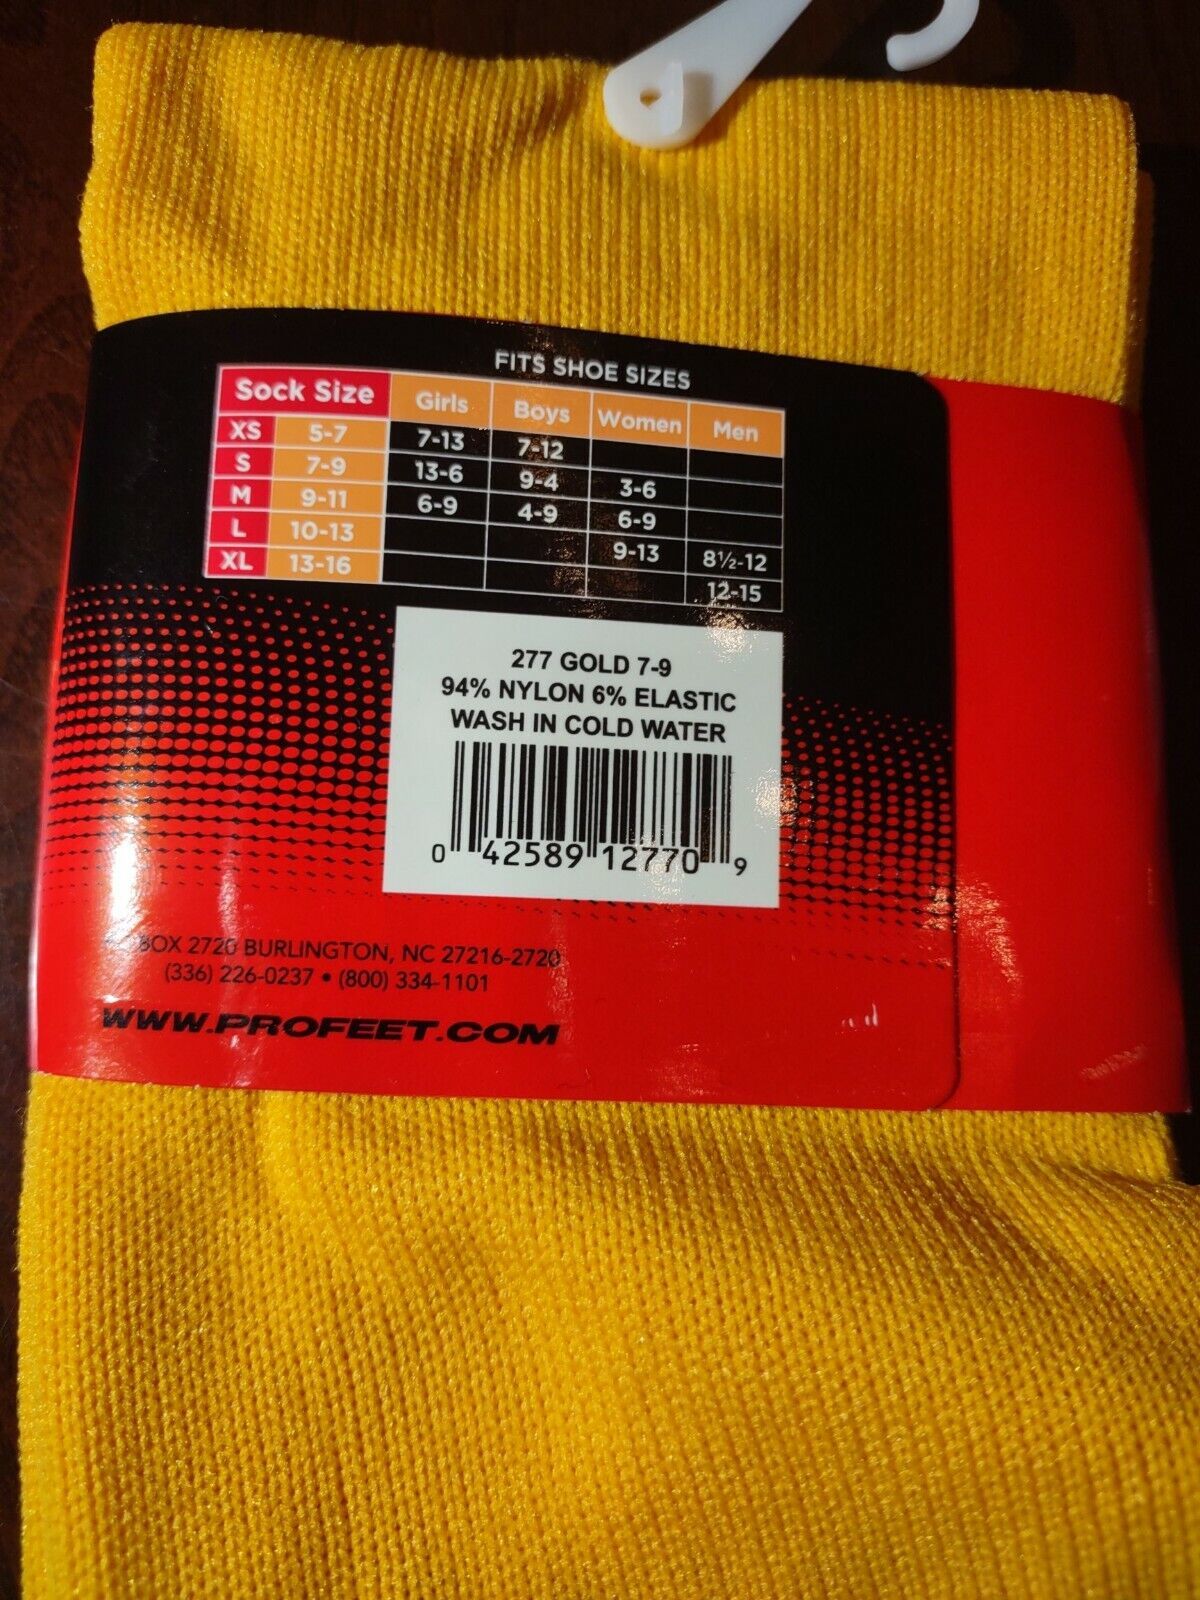 FITS SHOE SIZES
Sock Size Girls Boys Women Men
XS 5-7 7-13 7-12
S 7-9 13-6 9-4 3-6
M 9-11 6-9 4-9 6-9
L 10-13 9-13 8½-12
XL 13-16 12-15
277 GOLD 7-9
94% NYLON 6% ELASTIC
WASH IN COLD WATER
0 42589 12770 9
BOX 2720 BURLINGTON, NC 27216-2720
(336) 226-0237 • (800) 334-1101
WWW.PROFEET.COM